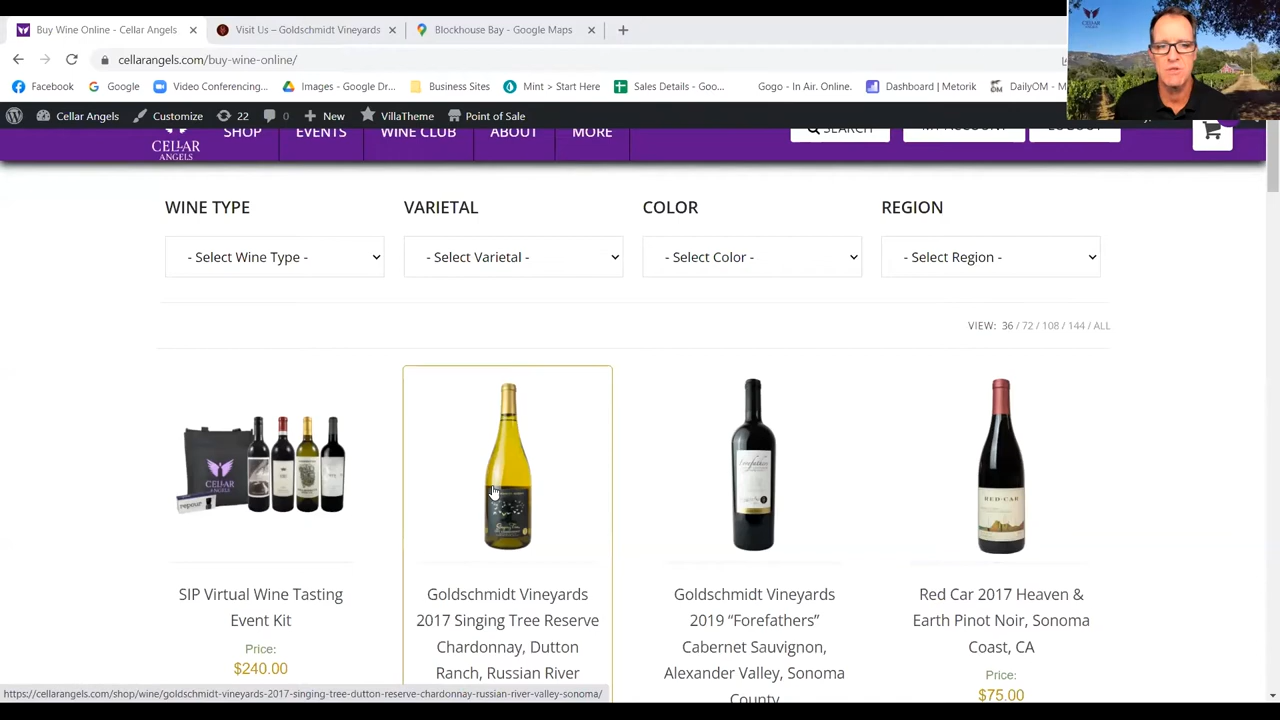 Buy Wine Online - Cellar Angels
Visit Us – Goldschmidt Vineyards
Blockhouse Bay - Google Maps
cellarangels.com/buy-wine-online/
Facebook
Google
Video Conferencing...
Images - Google Dr...
Business Sites
Mint > Start Here
Sales Details - Goo...
Gogo - In Air. Online.
Dashboard | Metorik
DailyOM - M
Cellar Angels
Customize
22
0
New
VillaTheme
Point of Sale
CELLAR
ANGELS
SHOP
EVENTS
WINE CLUB
ABOUT
MORE
SEARCH
MY ACCOUNT
LOGOUT
WINE TYPE
VARIETAL
COLOR
REGION
- Select Wine Type -
- Select Varietal -
- Select Color -
- Select Region -
VIEW: 36 / 72 / 108 / 144 / ALL
CELLAR
ANGELS
repour
RED·CAR
SIP Virtual Wine Tasting
Event Kit
Price:
$240.00
Goldschmidt Vineyards
2017 Singing Tree Reserve
Chardonnay, Dutton
Ranch, Russian River
Goldschmidt Vineyards
2019 “Forefathers”
Cabernet Sauvignon,
Alexander Valley, Sonoma
County
Red Car 2017 Heaven &
Earth Pinot Noir, Sonoma
Coast, CA
Price:
$75.00
https://cellarangels.com/shop/wine/goldschmidt-vineyards-2017-singing-tree-dutton-reserve-chardonnay-russian-river-valley-sonoma/